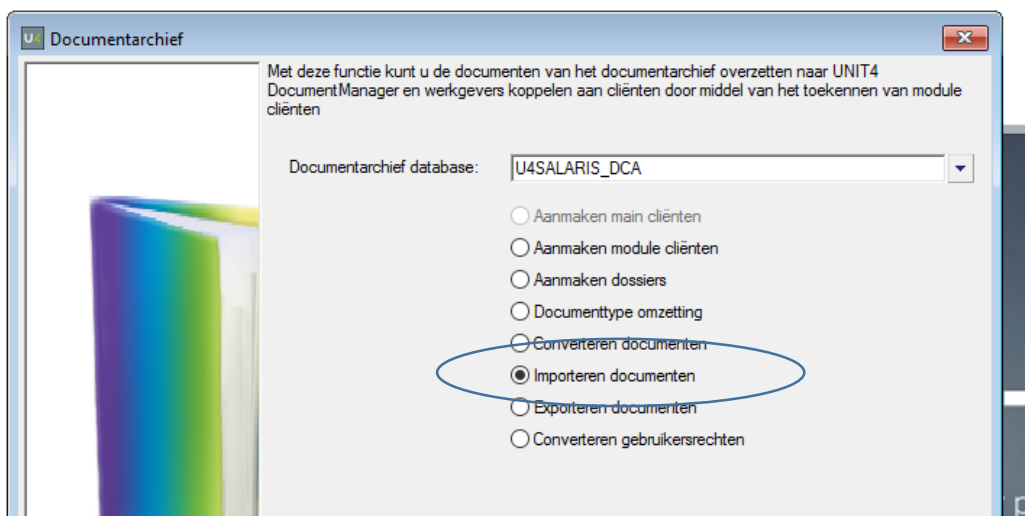 U4 Documentarchief
Met deze functie kunt u de documenten van het documentarchief overzetten naar UNIT4
DocumentManager en werkgevers koppelen aan cliënten door middel van het toekennen van module
cliënten
Documentarchief database: U4SALARIS_DCA
Aanmaken main cliënten
Aanmaken module cliënten
Aanmaken dossiers
Documenttype omzetting
Converteren documenten
Importeren documenten
Exporteren documenten
Converteren gebruikersrechten